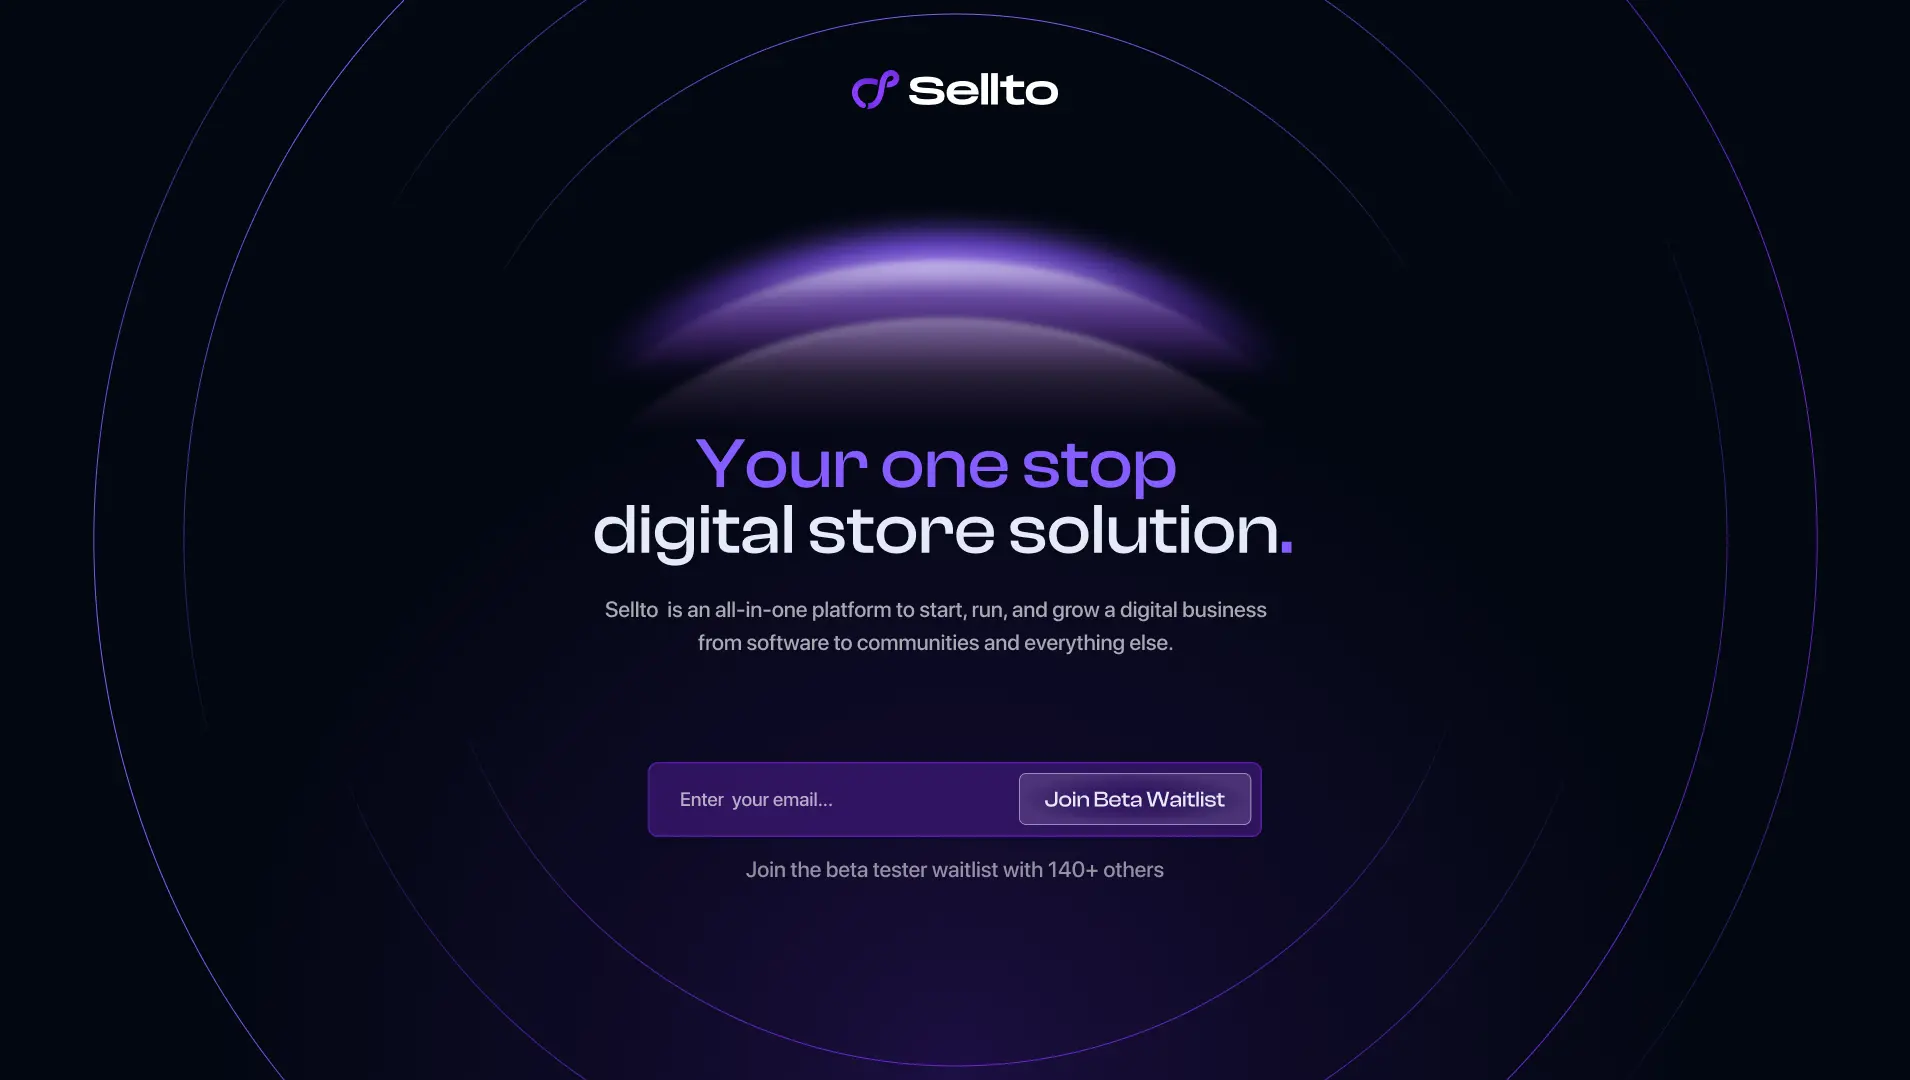 Sellto
Your one stop
digital store solution.
Sellto is an all-in-one platform to start, run, and grow a digital business
from software to communities and everything else.
Enter your email...
Join Beta Waitlist
Join the beta tester waitlist with 140+ others